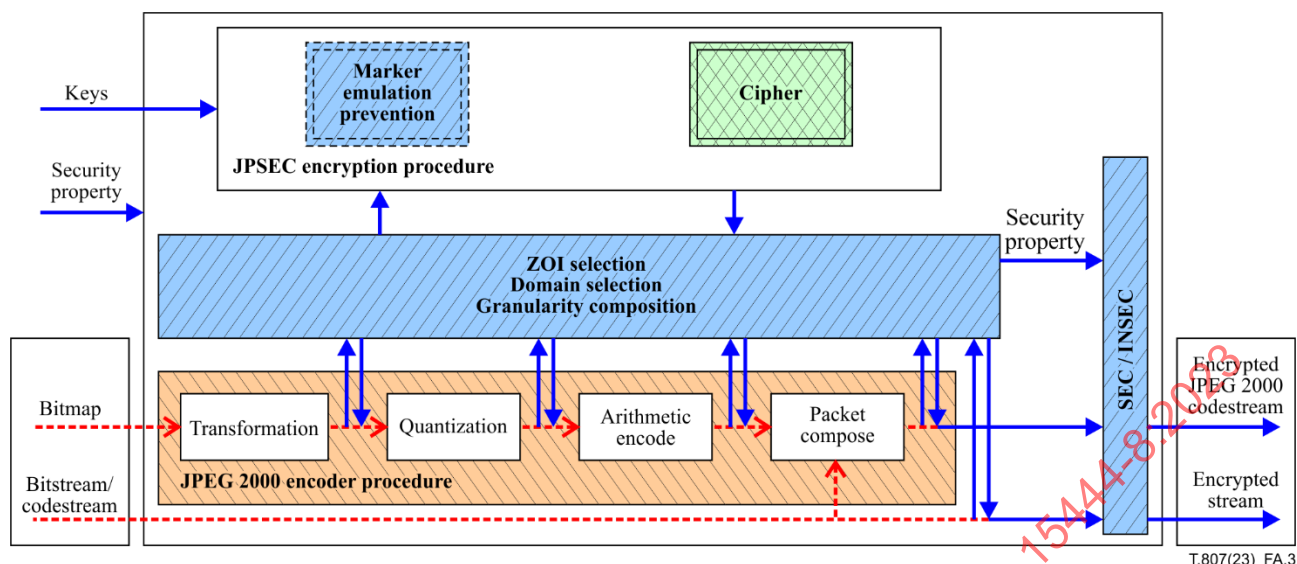 Keys
Marker
emulation
prevention
Cipher
JPSEC encryption procedure
Security
property
ZOI selection
Domain selection
Granularity composition
Security
property
SEC / INSEC
Bitmap
Transformation
Quantization
Arithmetic
encode
Packet
compose
JPEG 2000 encoder procedure
Bitstream/
codestream
Encrypted
JPEG 2000
codestream
Encrypted
stream
15444-8:2023
T.807(23)_FA.3